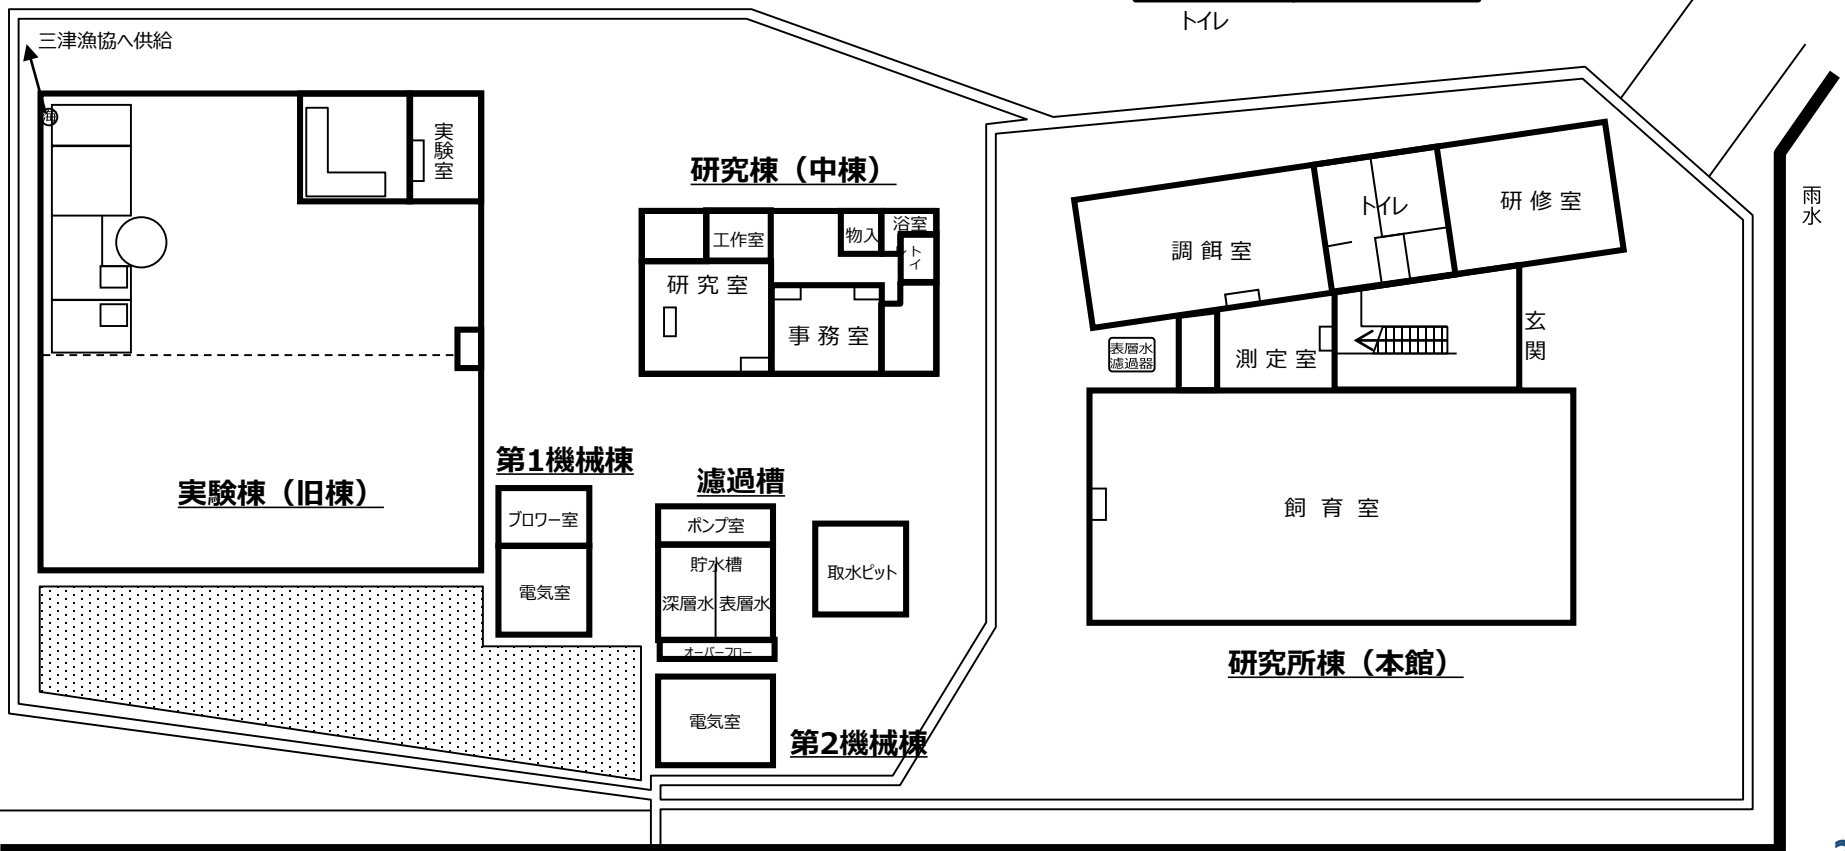 トイレ
三津漁協へ供給
海
実験室
研究棟（中棟）
工作室
物入
浴室
トイレ
研 究 室
事 務 室
調 餌 室
トイレ
研 修 室
雨水
玄関
表層水
濾過器
測 定 室
実験棟（旧棟）
第1機械棟
ブロワー室
電気室
濾過槽
ポンプ室
貯水槽
深層水
表層水
オーバーフロー
取水ピット
飼 育 室
研究所棟（本館）
電気室
第2機械棟